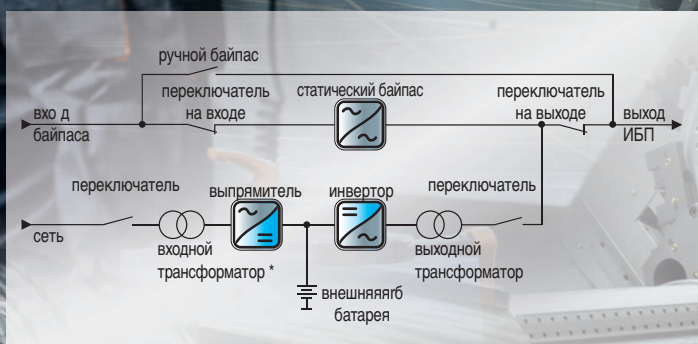 ручной байпас
переключатель
на входе
статический байпас
переключатель
на выходе
вхо д
байпаса
выход
ИБП
переключатель
выпрямитель
инвертор
переключатель
сеть
входной
трансформатор *
выходной
трансформатор
внешняяягб
батарея